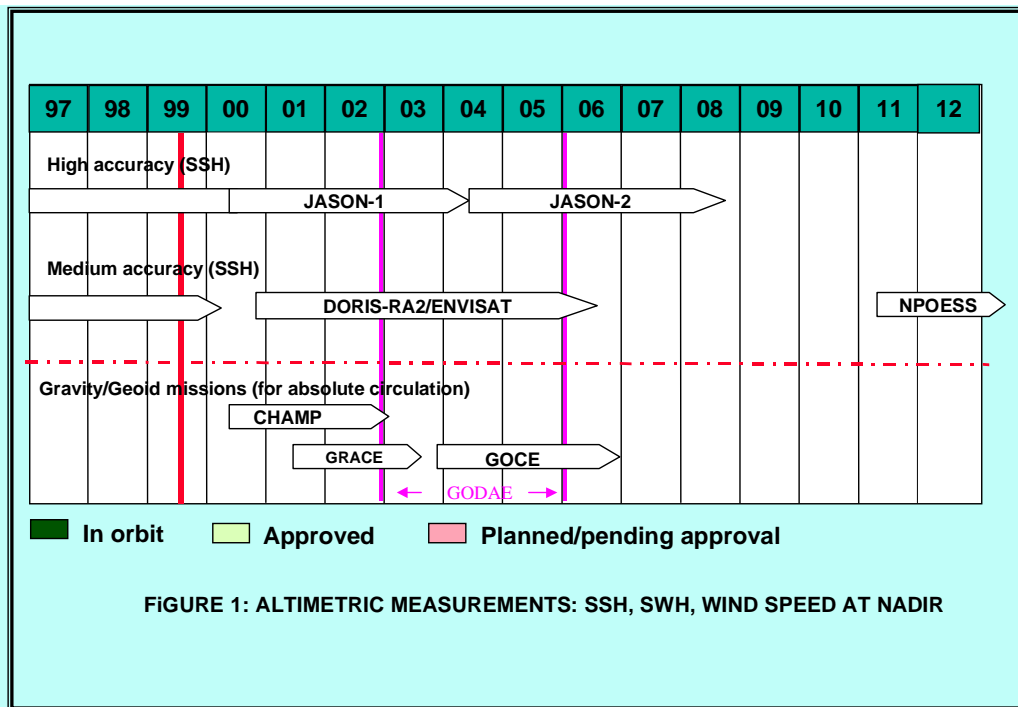 97 98 99 00 01 02 03 04 05 06 07 08 09 10 11 12
High accuracy (SSH)
JASON-1 JASON-2
Medium accuracy (SSH)
DORIS-RA2/ENVISAT NPOESS
Gravity/Geoid missions (for absolute circulation)
CHAMP
GRACE GOCE
GODAE
In orbit Approved Planned/pending approval
FiGURE 1: ALTIMETRIC MEASUREMENTS: SSH, SWH, WIND SPEED AT NADIR